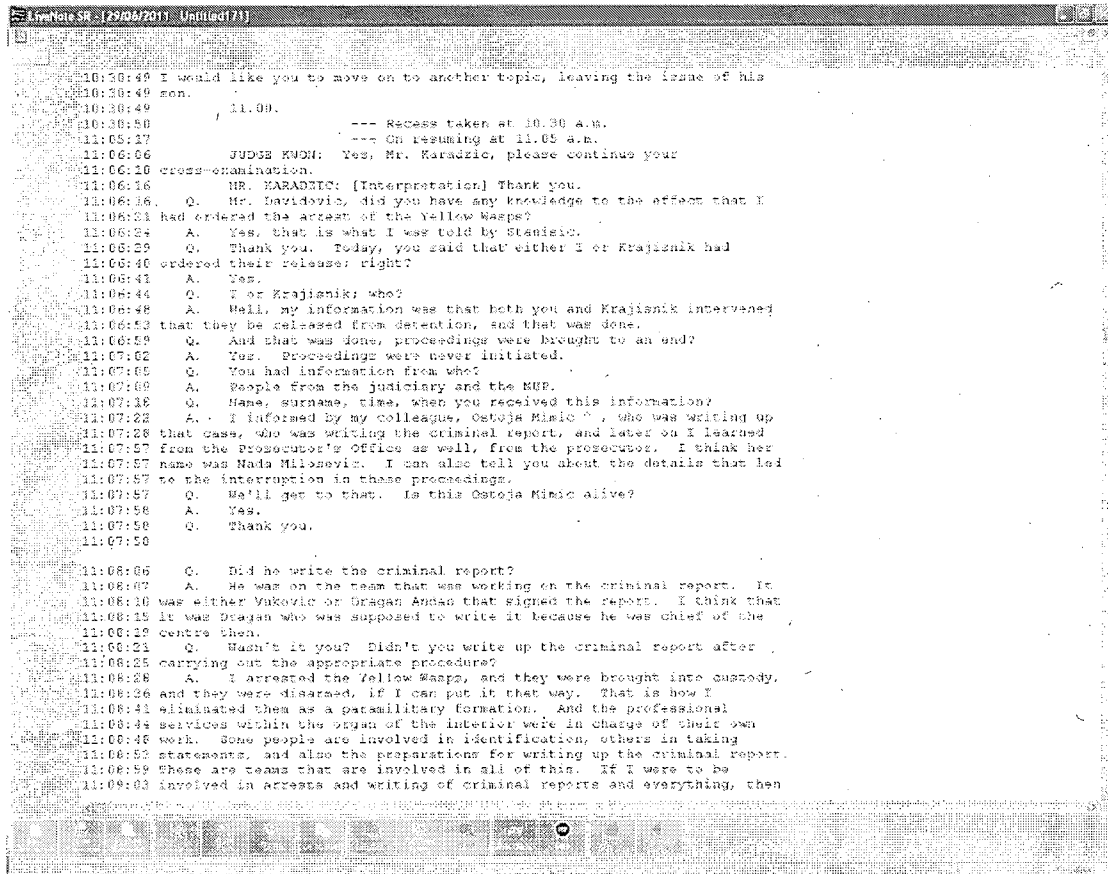 LiveNote SR - [29/06/2011 Untitled171]
10:30:49 I would like you to move on to another topic, leaving the issue of his
10:30:49 son.
10:30:49 11.00.
10:30:50 --- Recess taken at 10.30 a.m.
11:05:17 --- On resuming at 11.05 a.m.
11:06:06 JUDGE KWON: Yes, Mr. Karadzic, please continue your
11:06:10 cross-examination.
11:06:16 MR. KARADZIC: [Interpretation] Thank you.
11:06:16 Q. Mr. Davidovic, did you have any knowledge to the effect that I
11:06:21 had ordered the arrest of the Yellow Wasps?
11:06:24 A. Yes, that is what I was told by Stanisic.
11:06:29 Q. Thank you. Today, you said that either I or Krajisnik had
11:06:40 ordered their release; right?
11:06:41 A. Yes.
11:06:44 Q. I or Krajisnik; who?
11:06:48 A. Well, my information was that both you and Krajisnik intervened
11:06:53 that they be released from detention, and that was done.
11:06:59 Q. And that was done, proceedings were brought to an end?
11:07:02 A. Yes. Proceedings were never initiated.
11:07:05 Q. You had information from who?
11:07:09 A. People from the judiciary and the MUP.
11:07:18 Q. Name, surname, time, when you received this information?
11:07:22 A. I informed by my colleague, Ostoja Minic ^ , who was writing up
11:07:28 that case, who was writing the criminal report, and later on I learned
11:07:57 from the Prosecutor's Office as well, from the prosecutor. I think her
11:07:57 name was Nada Milosevic. I can also tell you about the details that led
11:07:57 to the interruption in these proceedings.
11:07:57 Q. We'll get to that. Is this Ostoja Minic alive?
11:07:58 A. Yes.
11:07:58 Q. Thank you.
11:07:58
11:08:06 Q. Did he write the criminal report?
11:08:07 A. He was on the team that was working on the criminal report. It
11:08:10 was either Vukovic or Dragan Andan that signed the report. I think that
11:08:15 it was Dragan who was supposed to write it because he was chief of the
11:08:19 centre then.
11:08:21 Q. Wasn't it you? Didn't you write up the criminal report after
11:08:25 carrying out the appropriate procedure?
11:08:28 A. I arrested the Yellow Wasps, and they were brought into custody,
11:08:36 and they were disarmed, if I can put it that way. That is how I
11:08:41 eliminated them as a paramilitary formation. And the professional
11:08:44 services within the organ of the interior were in charge of their own
11:08:48 work. Some people are involved in identification, others in taking
11:08:53 statements, and also the preparations for writing up the criminal report.
11:08:59 These are teams that are involved in all of this. If I were to be
11:09:03 involved in arrests and writing of criminal reports and everything, then